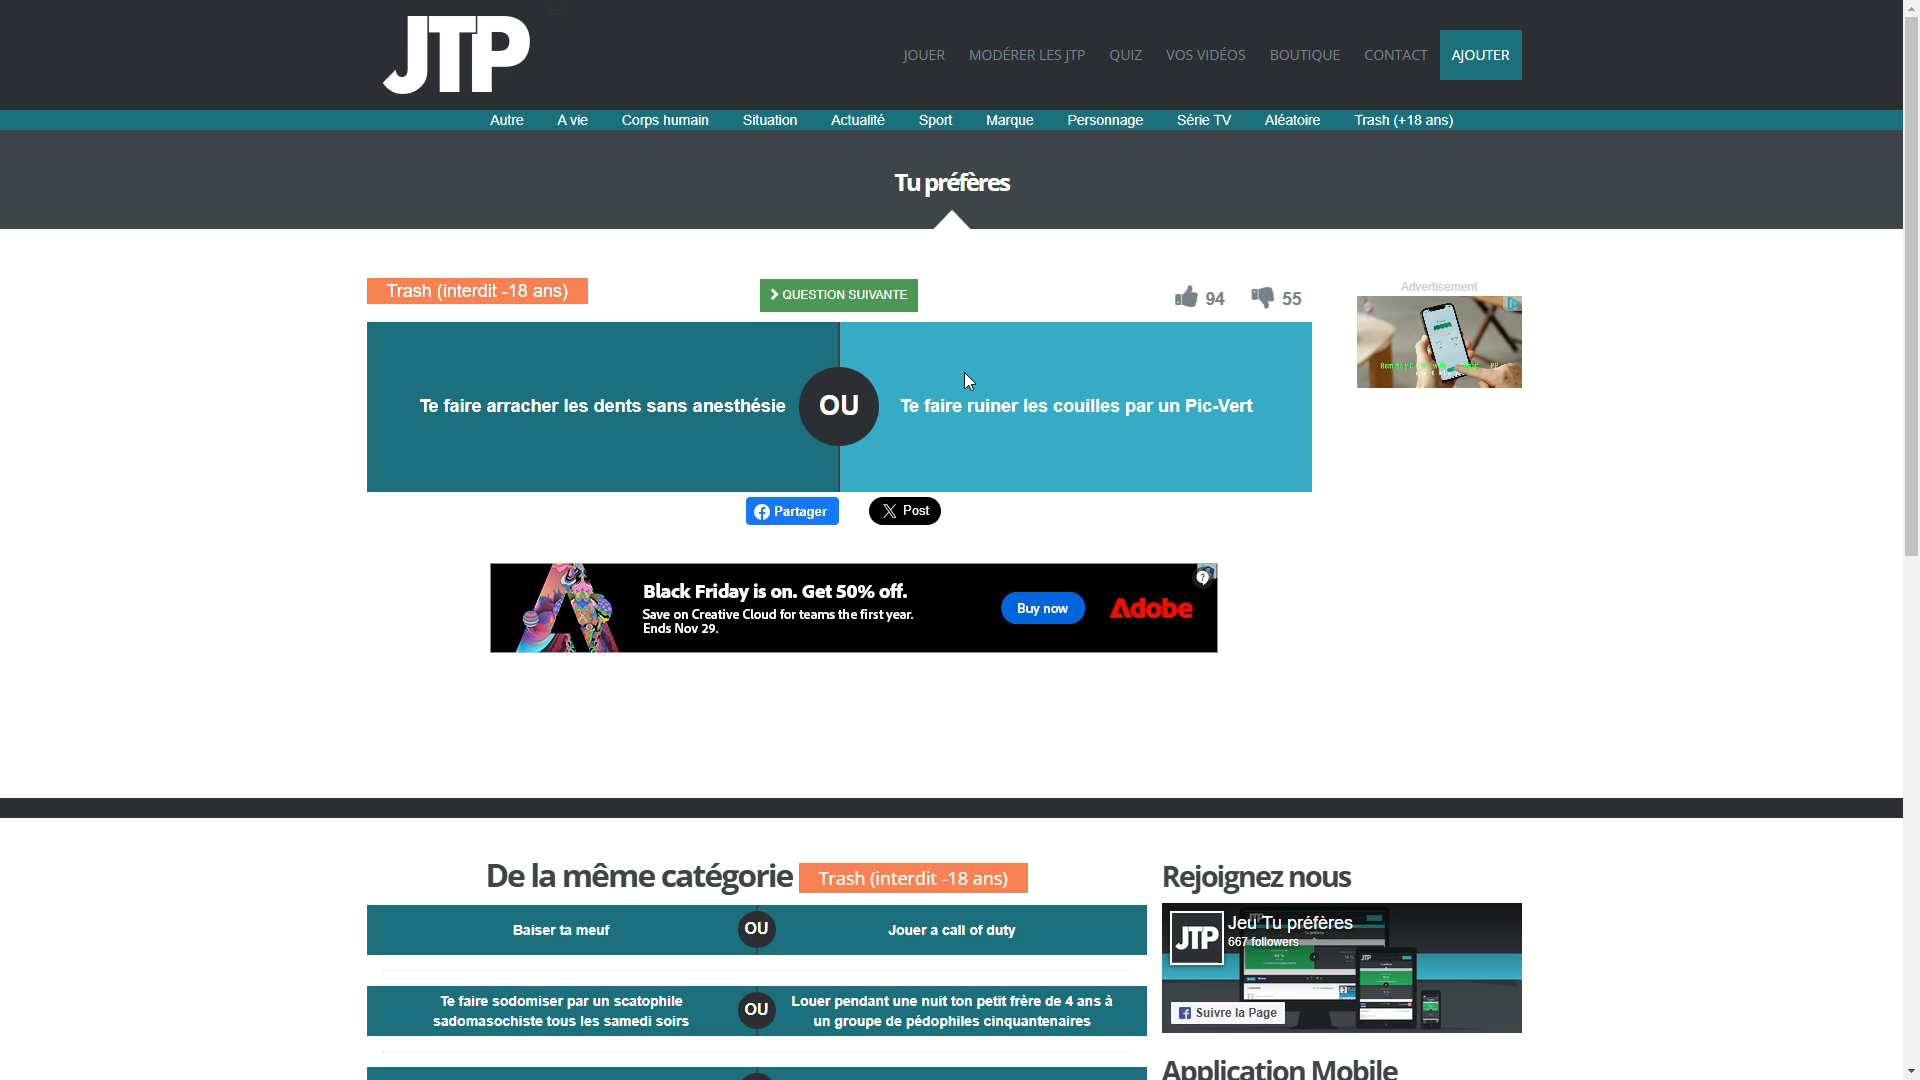 JTP
JOUER MODÉRER LES JTP QUIZ VOS VIDÉOS BOUTIQUE CONTACT AJOUTER
Autre A vie Corps humain Situation Actualité Sport Marque Personnage Série TV Aléatoire Trash (+18 ans)
Tu préfères
Trash (interdit -18 ans)
QUESTION SUIVANTE
94 55
Advertisement
Te faire arracher les dents sans anesthésie
OU
Te faire ruiner les couilles par un Pic-Vert
Partager
Post
Black Friday is on. Get 50% off.
Save on Creative Cloud for teams the first year.
Ends Nov 29.
Buy now
Adobe
De la même catégorie Trash (interdit -18 ans)
Baiser ta meuf OU Jouer a call of duty
Te faire sodomiser par un scatophile
sadomasochiste tous les samedi soirs
OU
Louer pendant une nuit ton petit frère de 4 ans à
un groupe de pédophiles cinquantenaires
Rejoignez nous
JTP
Jeu Tu préfères
667 followers
Suivre la Page
Application Mobile